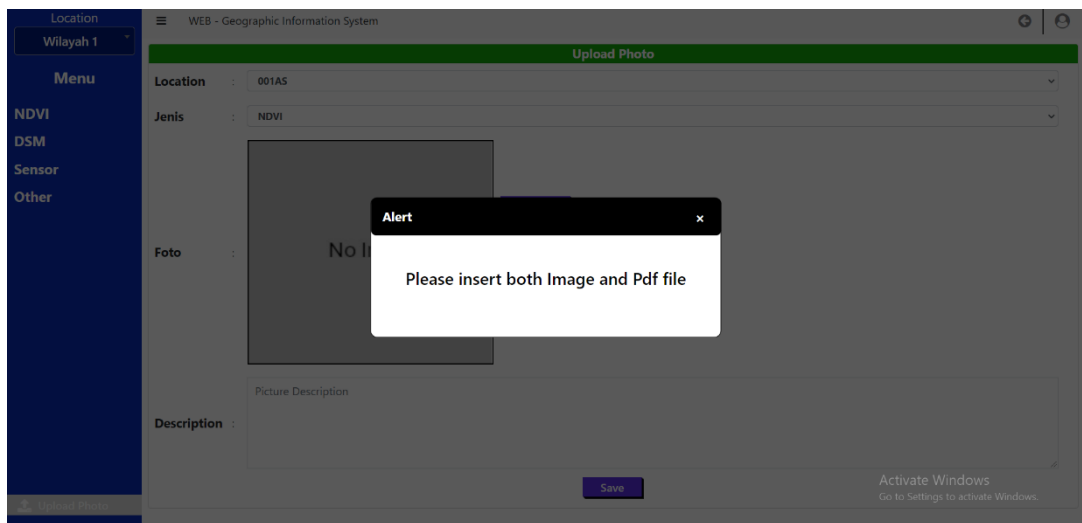 Location
Wilayah 1
Menu
NDVI
DSM
Sensor
Other
Upload Photo
WEB - Geographic Information System
Upload Photo
Location : 001AS
Jenis : NDVI
Foto :
No I
Alert ×
Please insert both Image and Pdf file
Description :
Picture Description
Save
Activate Windows
Go to Settings to activate Windows.